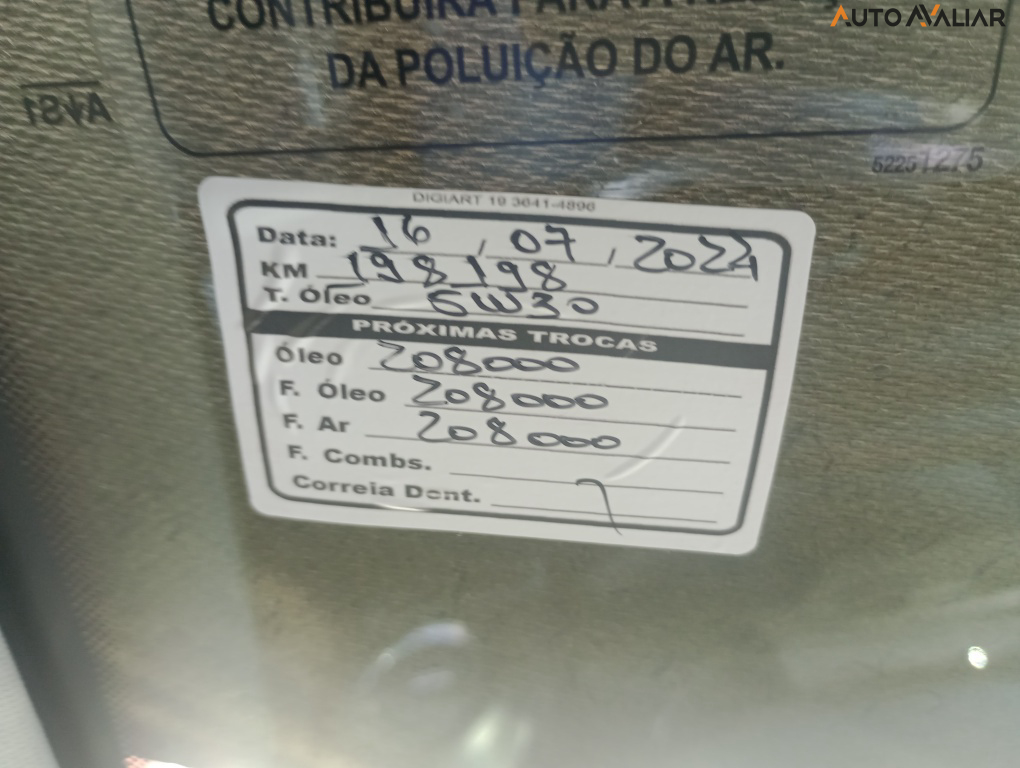 AUTO AVALIAR
CONTRIBUIRÁ PARA A
DA POLUIÇÃO DO AR.
52251275
DIGIART 19 3641-4896
Data: 16 / 07 / 2024
KM 198198
T. Óleo 5W30
PRÓXIMAS TROCAS
Óleo 208000
F. Óleo 208000
F. Ar 208000
F. Combs.
Correia Dent.